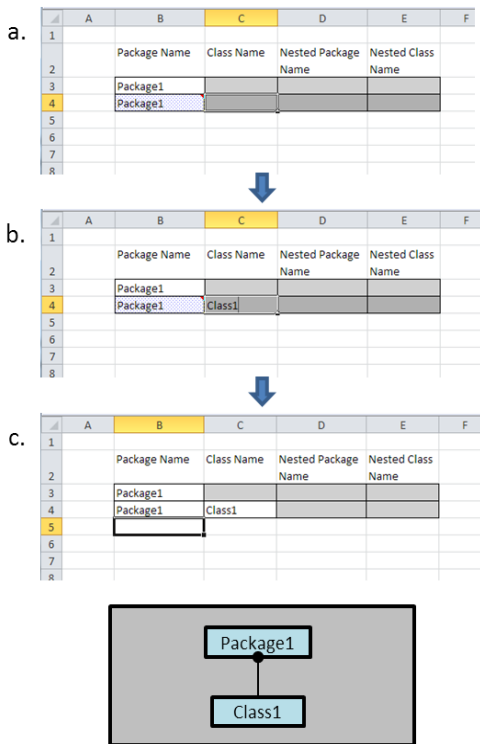 a.
A B C D E F
1
Package Name Class Name Nested Package Nested Class
2 Name Name
3 Package1
4 Package1
5
6
7
8
b.
A B C D E F
1
Package Name Class Name Nested Package Nested Class
2 Name Name
3 Package1
4 Package1 Class1
5
6
7
8
c.
A B C D E F
1
Package Name Class Name Nested Package Nested Class
2 Name Name
3 Package1
4 Package1 Class1
5
6
7
8
Package1
Class1